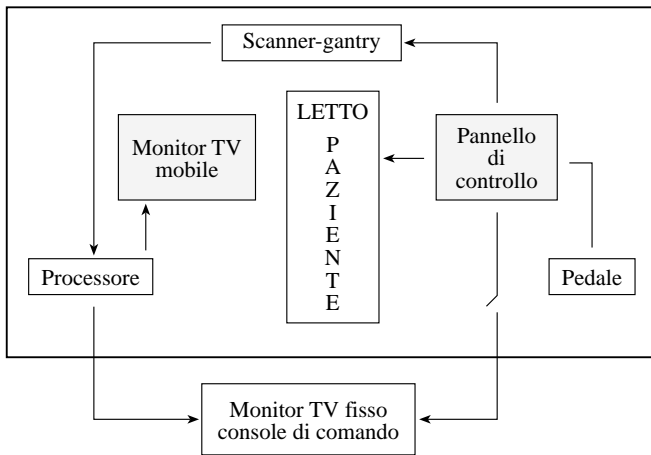 Scanner-gantry
LETTO
P
A
Z
I
E
N
T
E
Monitor TV
mobile
Pannello
di
controllo
Processore
Pedale
Monitor TV fisso
console di comando